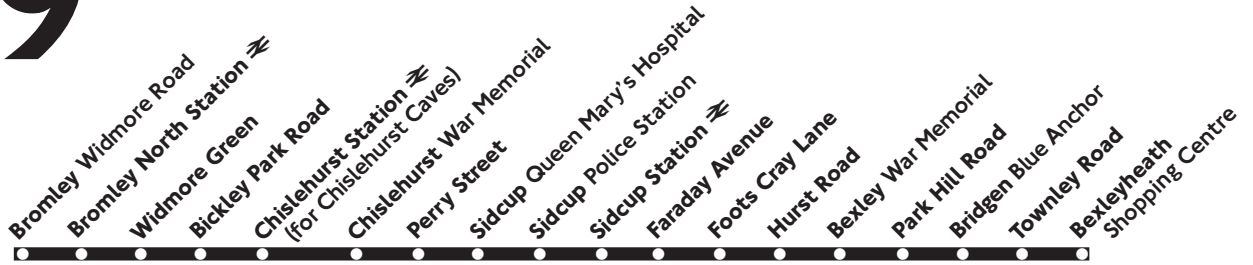 9
Bromley Widmore Road
Bromley North Station
Widmore Green
Bickley Park Road
Chislehurst Station
(for Chislehurst Caves)
Chislehurst War Memorial
Perry Street
Sidcup Queen Mary's Hospital
Sidcup Police Station
Sidcup Station
Faraday Avenue
Foots Cray Lane
Hurst Road
Bexley War Memorial
Park Hill Road
Bridgen Blue Anchor
Townley Road
Bexleyheath
Shopping Centre